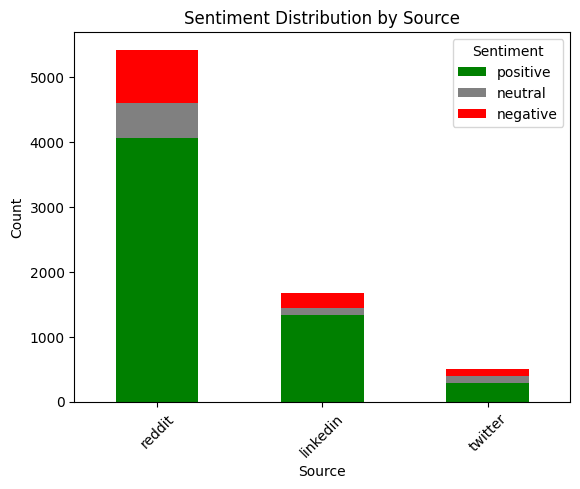 Sentiment Distribution by Source
Sentiment
positive
neutral
negative
Count
5000
4000
3000
2000
1000
0
reddit
linkedin
twitter
Source